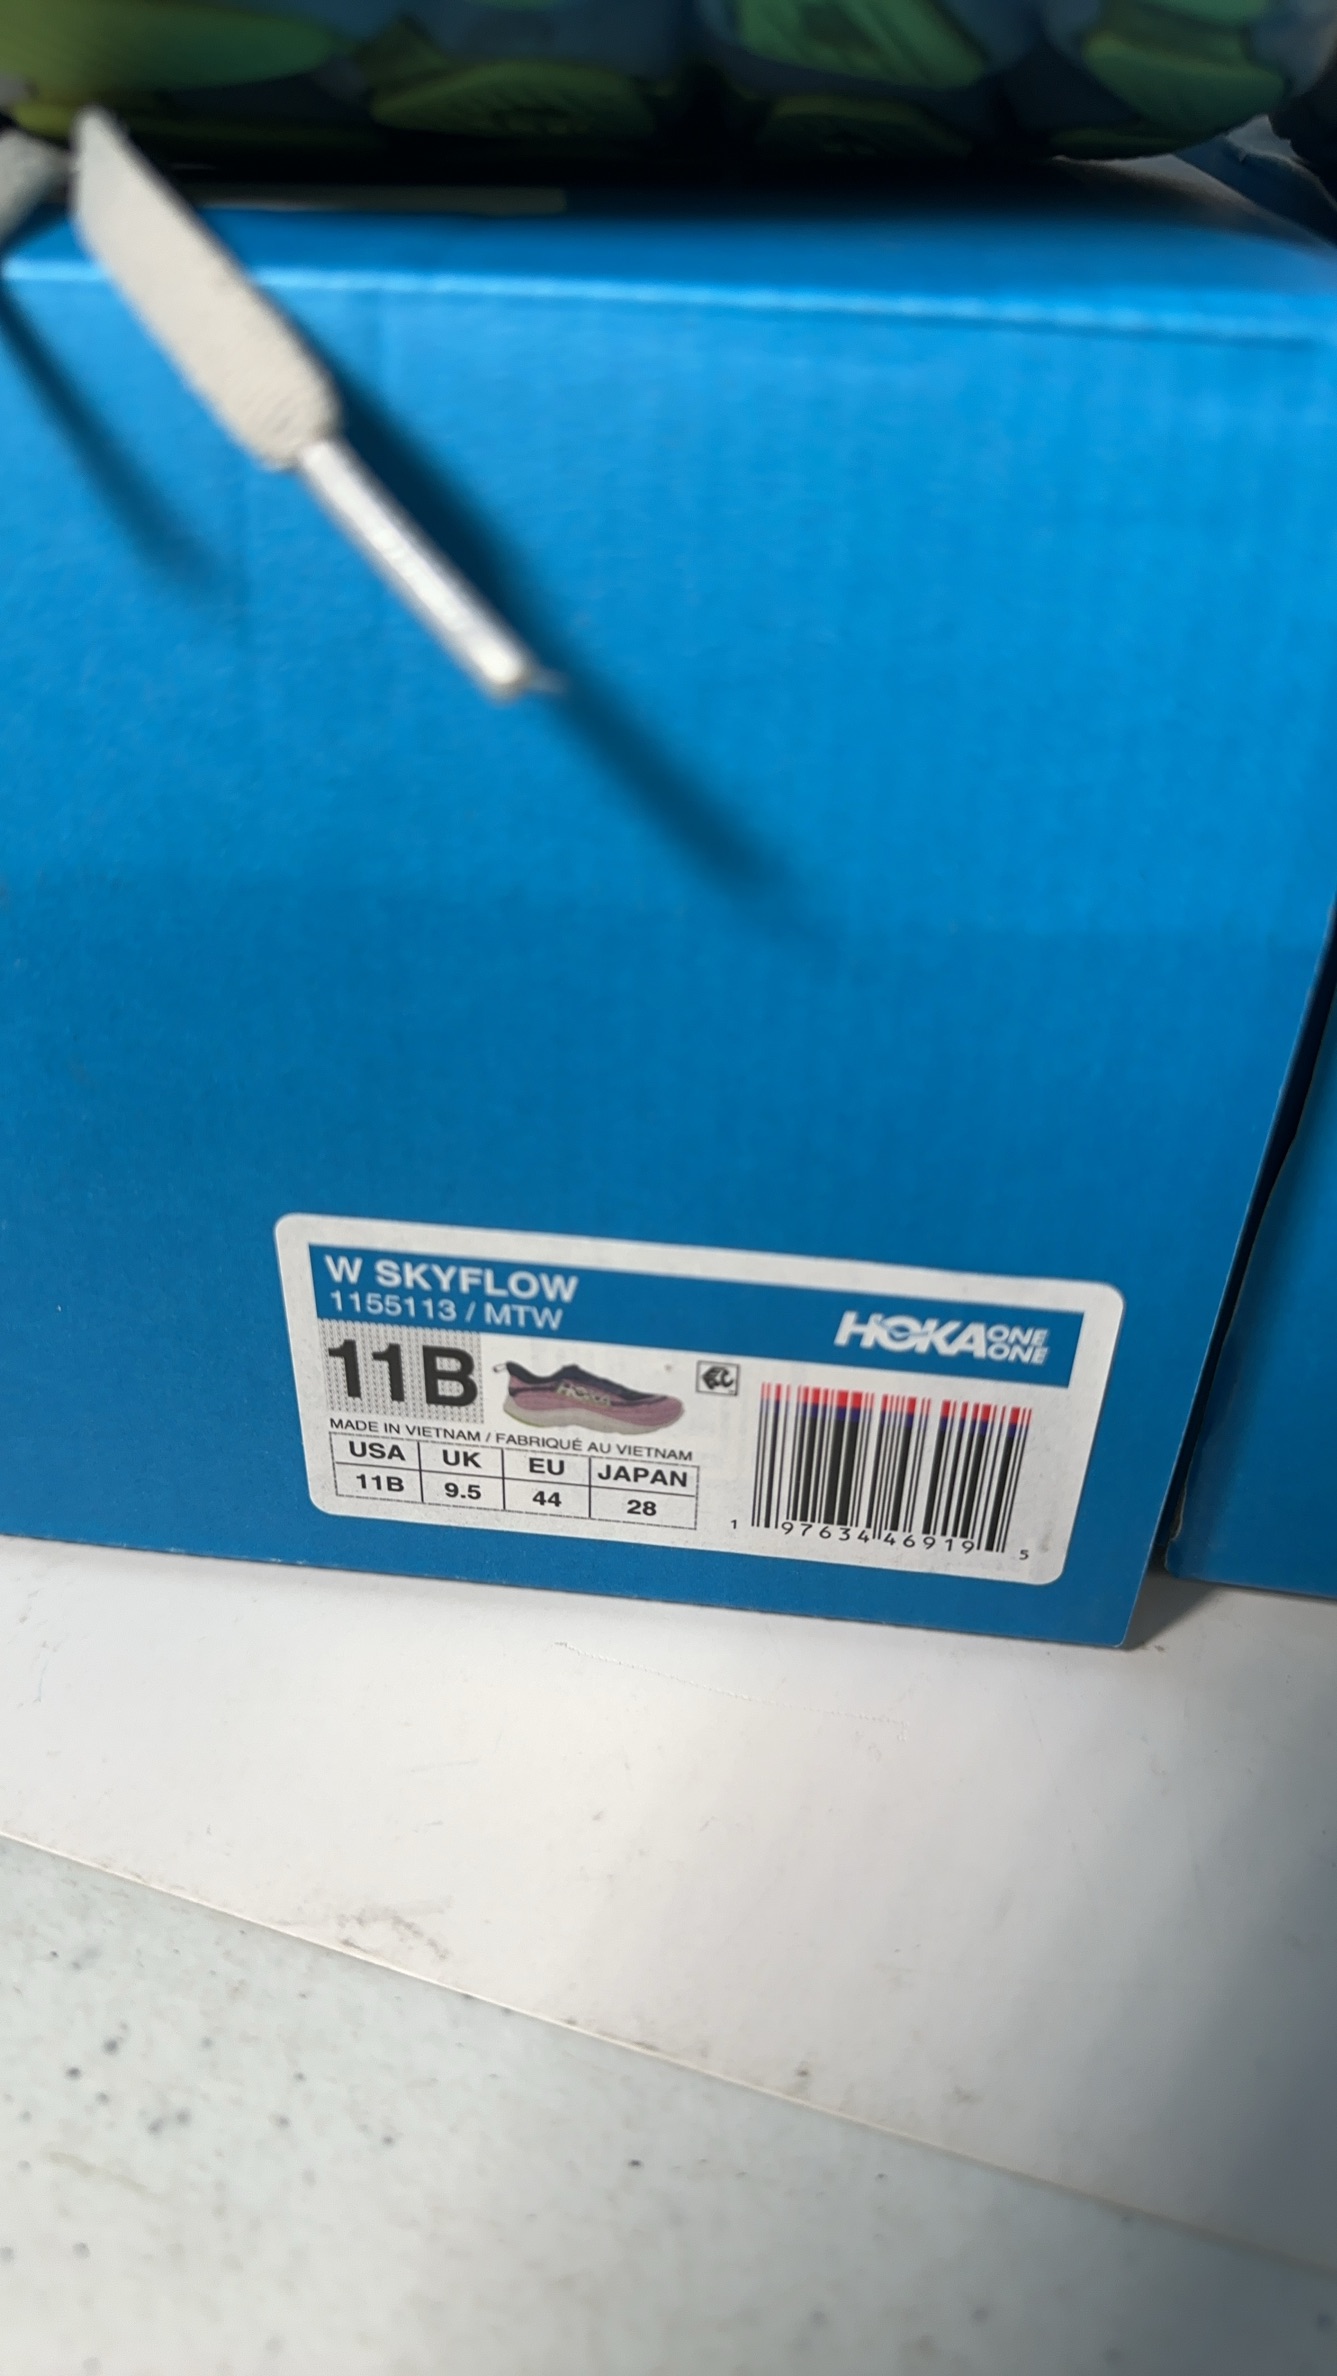 W SKYFLOW
1155113 / MTW
HOKA ONE ONE
11B
HOKA
MADE IN VIETNAM / FABRIQUÉ AU VIETNAM
USA UK EU JAPAN
11B 9.5 44 28
1 97634 46919 5